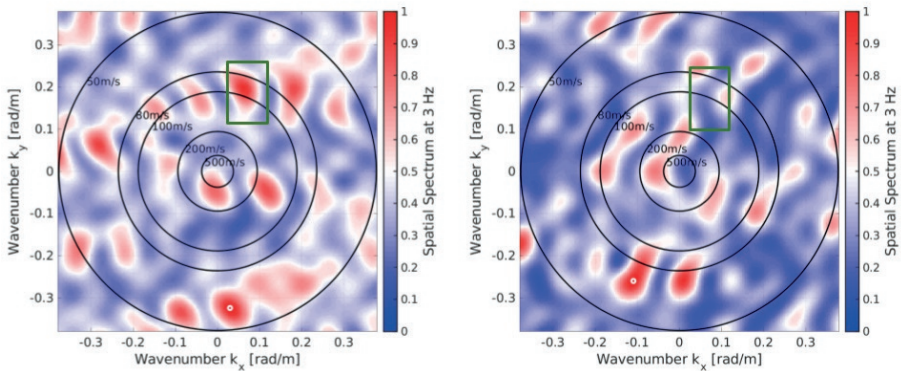 0.3
0.2
0.1
0
-0.1
-0.2
-0.3
Wavenumber k_y [rad/m]
50m/s
80m/s
100m/s
200m/s
500m/s
-0.3 -0.2 -0.1 0 0.1 0.2 0.3
Wavenumber k_x [rad/m]
1
0.9
0.8
0.7
0.6
0.5
0.4
0.3
0.2
0.1
0
Spatial Spectrum at 3 Hz
0.3
0.2
0.1
0
-0.1
-0.2
-0.3
Wavenumber k_y [rad/m]
50m/s
80m/s
100m/s
200m/s
500m/s
-0.3 -0.2 -0.1 0 0.1 0.2 0.3
Wavenumber k_x [rad/m]
1
0.9
0.8
0.7
0.6
0.5
0.4
0.3
0.2
0.1
0
Spatial Spectrum at 3 Hz